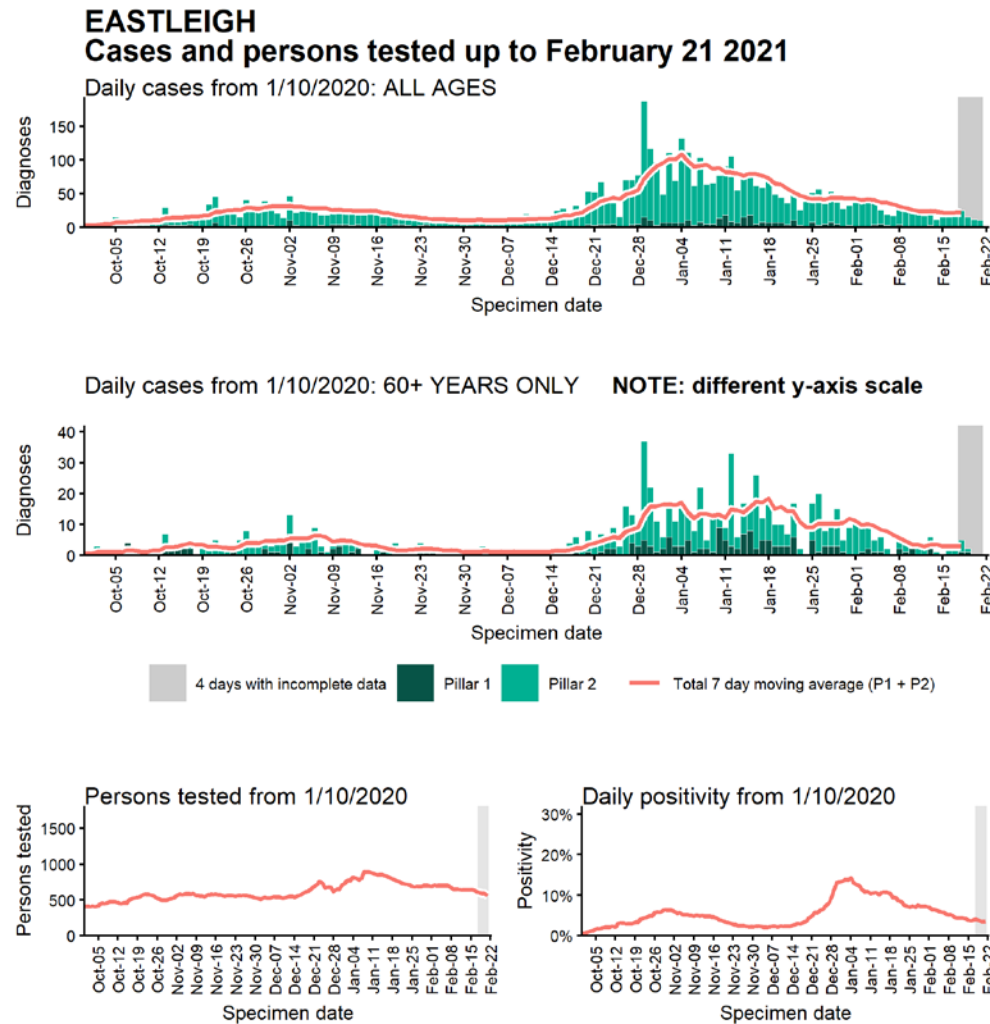 EASTLEIGH
Cases and persons tested up to February 21 2021
Daily cases from 1/10/2020: ALL AGES
Diagnoses
150
100
50
0
Oct-05 Oct-12 Oct-19 Oct-26 Nov-02 Nov-09 Nov-16 Nov-23 Nov-30 Dec-07 Dec-14 Dec-21 Dec-28 Jan-04 Jan-11 Jan-18 Jan-25 Feb-01 Feb-08 Feb-15 Feb-22
Specimen date
Daily cases from 1/10/2020: 60+ YEARS ONLY NOTE: different y-axis scale
Diagnoses
40
30
20
10
0
Oct-05 Oct-12 Oct-19 Oct-26 Nov-02 Nov-09 Nov-16 Nov-23 Nov-30 Dec-07 Dec-14 Dec-21 Dec-28 Jan-04 Jan-11 Jan-18 Jan-25 Feb-01 Feb-08 Feb-15 Feb-22
Specimen date
4 days with incomplete data Pillar 1 Pillar 2 Total 7 day moving average (P1 + P2)
Persons tested from 1/10/2020
Persons tested
1500
1000
500
0
Oct-05 Oct-12 Oct-19 Oct-26 Nov-02 Nov-09 Nov-16 Nov-23 Nov-30 Dec-07 Dec-14 Dec-21 Dec-28 Jan-04 Jan-11 Jan-18 Jan-25 Feb-01 Feb-08 Feb-15 Feb-22
Specimen date
Daily positivity from 1/10/2020
Positivity
30%
20%
10%
0%
Oct-05 Oct-12 Oct-19 Oct-26 Nov-02 Nov-09 Nov-16 Nov-23 Nov-30 Dec-07 Dec-14 Dec-21 Dec-28 Jan-04 Jan-11 Jan-18 Jan-25 Feb-01 Feb-08 Feb-15 Feb-22
Specimen date